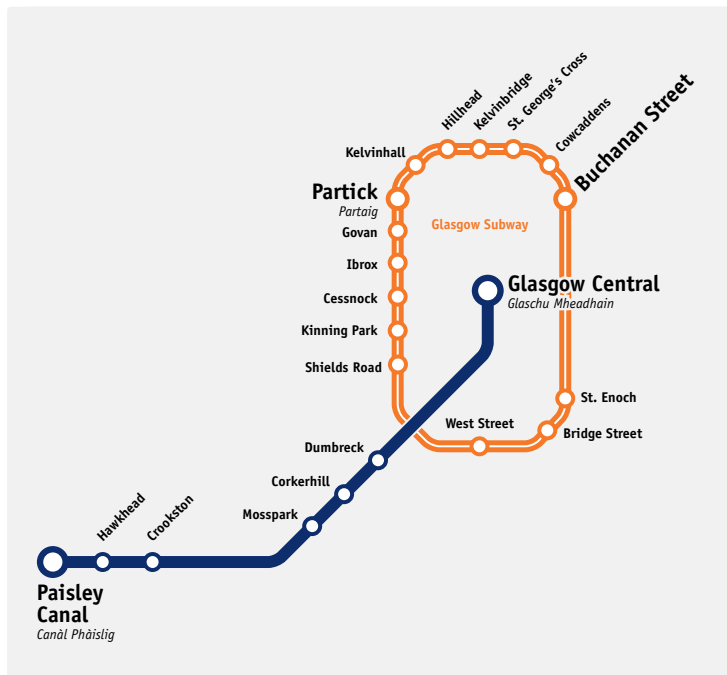 Hillhead
Kelvinbridge
St. George's Cross
Cowcaddens
Buchanan Street
Kelvinhall
Partick
Partaig
Glasgow Subway
Govan
Ibrox
Glasgow Central
Glaschu Mheadhain
Cessnock
Kinning Park
Shields Road
St. Enoch
West Street
Bridge Street
Dumbreck
Corkerhill
Mosspark
Hawkhead
Crookston
Paisley
Canal
Canàl Phàislig